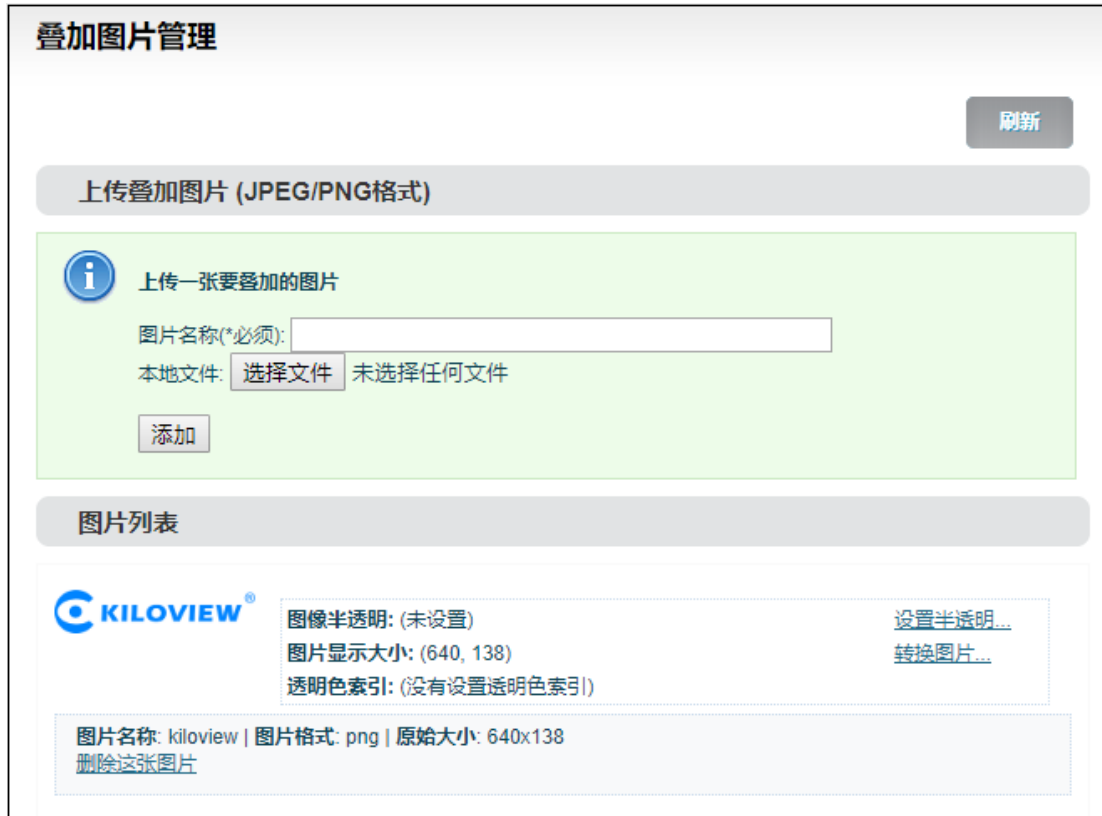 叠加图片管理
刷新
上传叠加图片 (JPEG/PNG格式)
上传一张要叠加的图片
图片名称(*必须):
本地文件: 选择文件 未选择任何文件
添加
图片列表
KILOVIEW®
图像半透明: (未设置) 设置半透明...
图片显示大小: (640, 138) 转换图片...
透明色索引: (没有设置透明色索引)
图片名称: kiloview | 图片格式: png | 原始大小: 640x138
删除这张图片